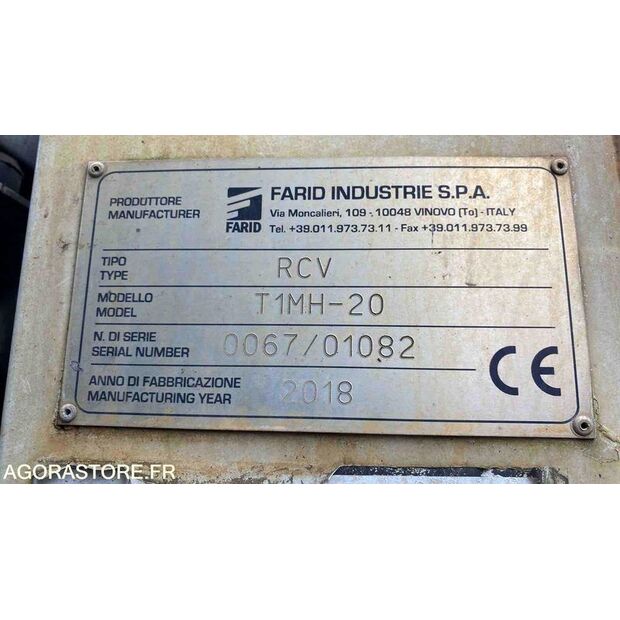 PRODUTTORE
MANUFACTURER
FARID
FARID INDUSTRIE S.P.A.
Via Moncalieri, 109 - 10048 VINOVO (To) - ITALY
Tel. +39.011.973.73.11 - Fax +39.011.973.73.99
TIPO
TYPE
RCV
MODELLO
MODEL
T1MH-20
N. DI SERIE
SERIAL NUMBER
0067/01082
ANNO DI FABBRICAZIONE
MANUFACTURING YEAR
2018
CE
AGORASTORE.FR